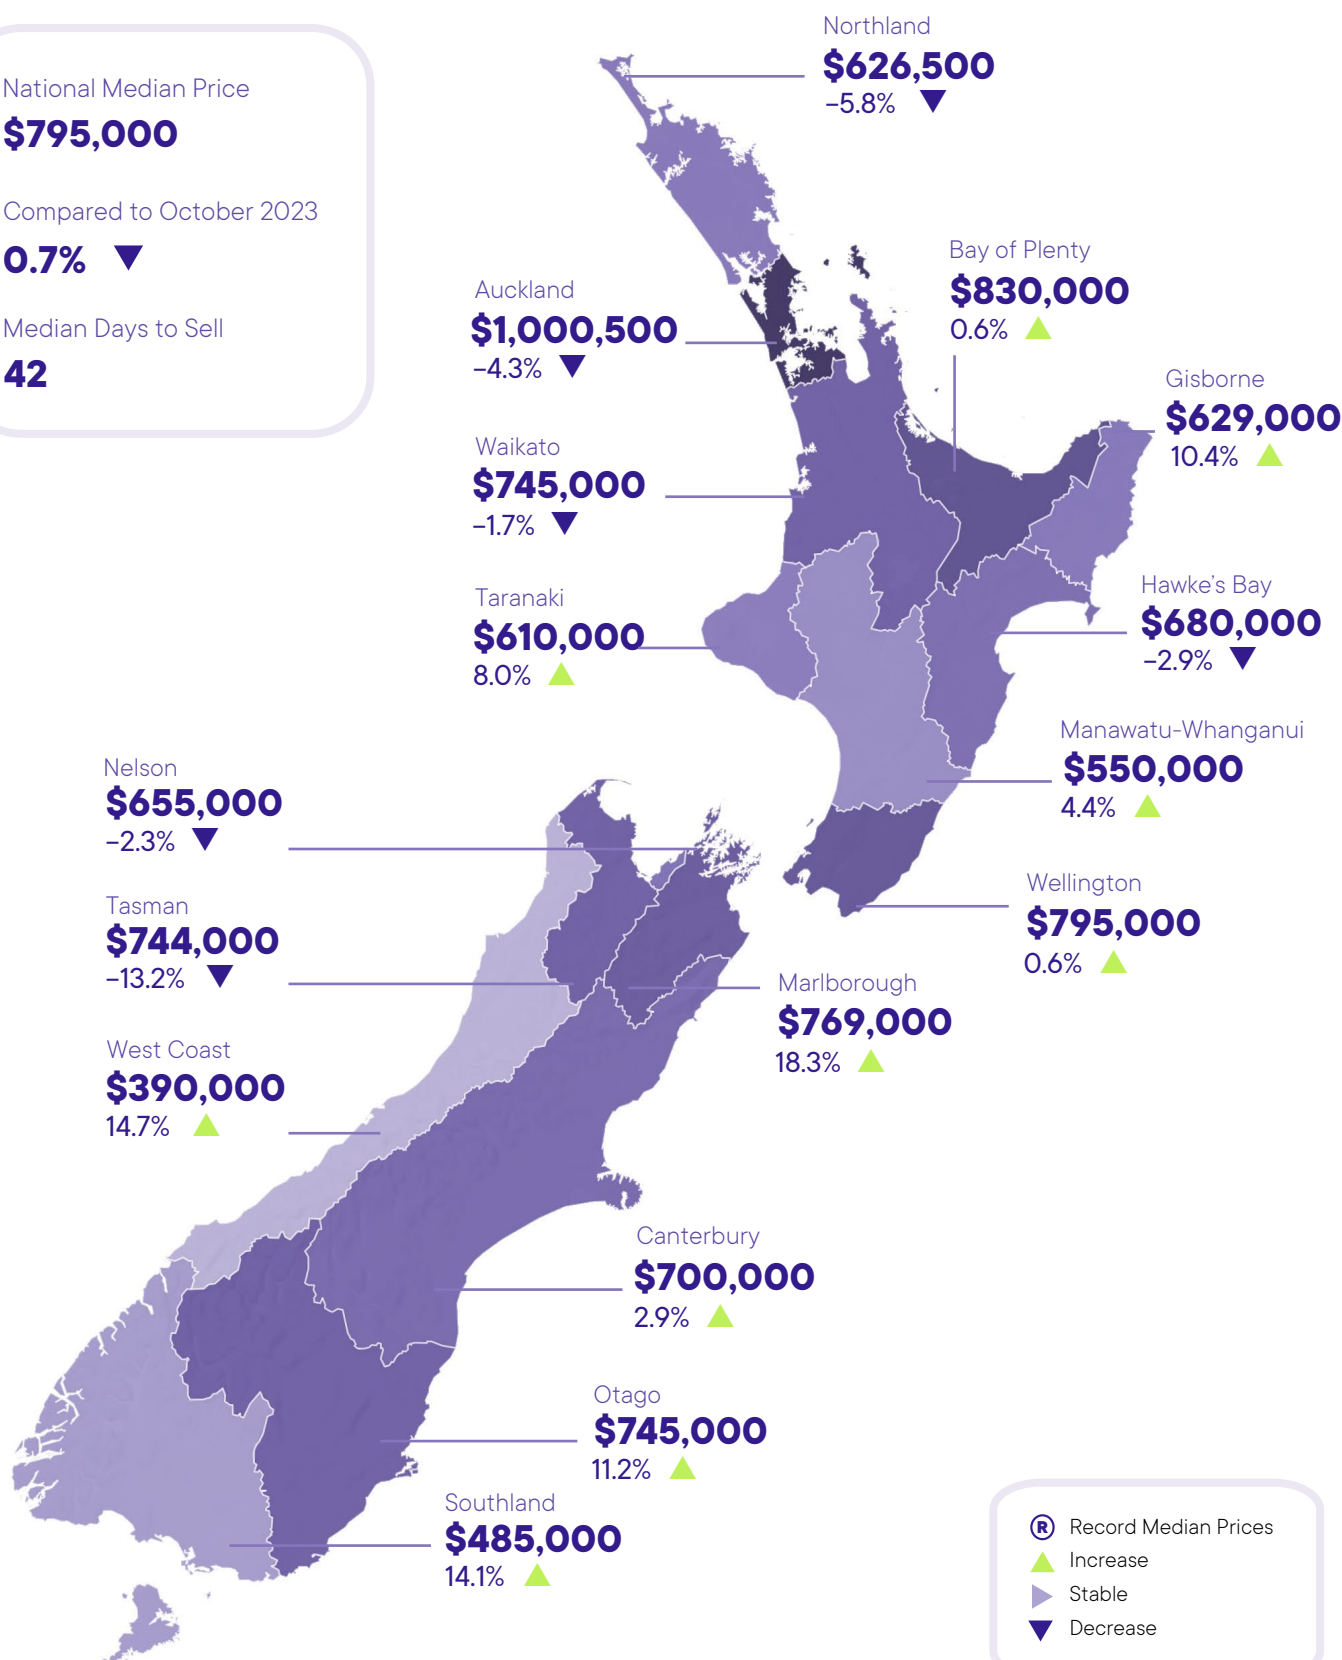 National Median Price
$795,000
Compared to October 2023
0.7%
Median Days to Sell
42
Northland
$626,500
-5.8%
Auckland
$1,000,500
-4.3%
Bay of Plenty
$830,000
0.6%
Gisborne
$629,000
10.4%
Waikato
$745,000
-1.7%
Taranaki
$610,000
8.0%
Hawke's Bay
$680,000
-2.9%
Manawatu-Whanganui
$550,000
4.4%
Nelson
$655,000
-2.3%
Wellington
$795,000
0.6%
Tasman
$744,000
-13.2%
Marlborough
$769,000
18.3%
West Coast
$390,000
14.7%
Canterbury
$700,000
2.9%
Otago
$745,000
11.2%
Southland
$485,000
14.1%
R Record Median Prices
Increase
Stable
Decrease